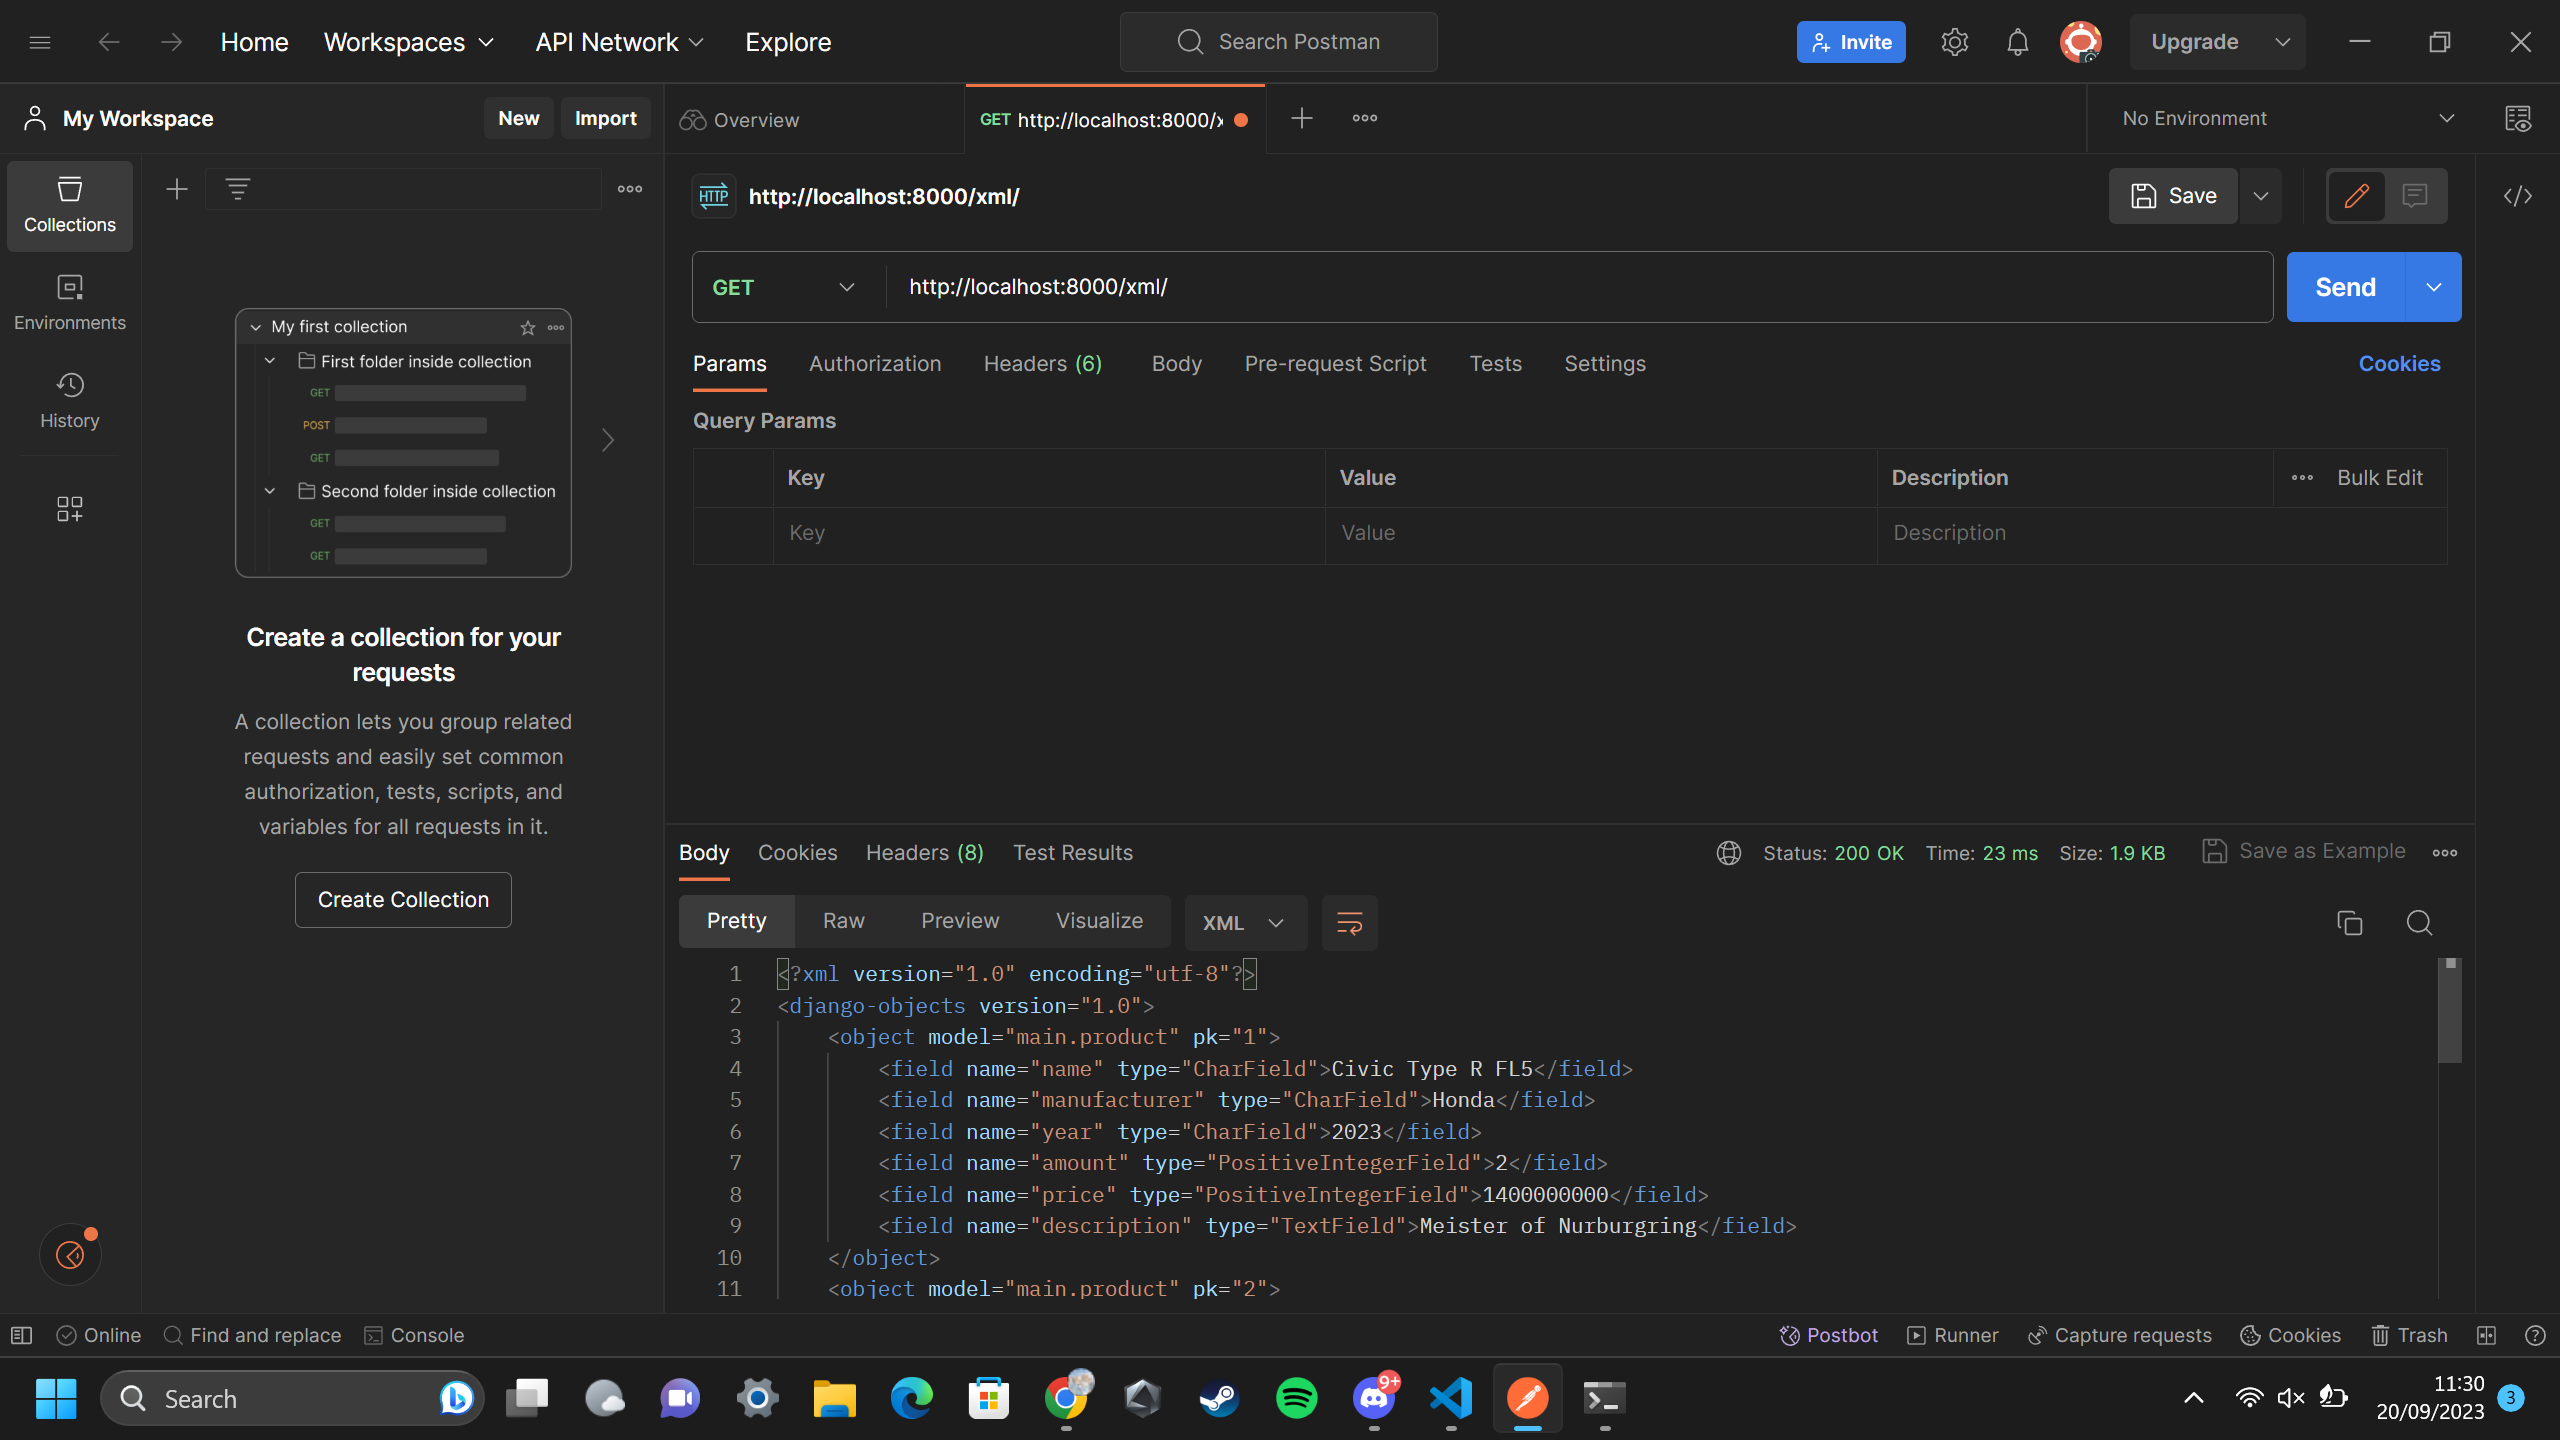 Home
Workspaces
API Network
Explore
Search Postman
Invite
Upgrade
My Workspace
New
Import
Overview
GET http://localhost:8000/x
No Environment
Collections
Environments
History
My first collection
First folder inside collection
GET
POST
GET
Second folder inside collection
GET
GET
Create a collection for your
requests
A collection lets you group related
requests and easily set common
authorization, tests, scripts, and
variables for all requests in it.
Create Collection
HTTP
http://localhost:8000/xml/
Save
GET
http://localhost:8000/xml/
Send
Params
Authorization
Headers (6)
Body
Pre-request Script
Tests
Settings
Cookies
Query Params
Key
Value
Description
Bulk Edit
Key
Value
Description
Body
Cookies
Headers (8)
Test Results
Status: 200 OK
Time: 23 ms
Size: 1.9 KB
Save as Example
Pretty
Raw
Preview
Visualize
XML
1 <?xml version="1.0" encoding="utf-8"?>
2 <django-objects version="1.0">
3 <object model="main.product" pk="1">
4 <field name="name" type="CharField">Civic Type R FL5</field>
5 <field name="manufacturer" type="CharField">Honda</field>
6 <field name="year" type="CharField">2023</field>
7 <field name="amount" type="PositiveIntegerField">2</field>
8 <field name="price" type="PositiveIntegerField">1400000000</field>
9 <field name="description" type="TextField">Meister of Nurburgring</field>
10 </object>
11 <object model="main.product" pk="2">
Online
Find and replace
Console
Postbot
Runner
Capture requests
Cookies
Trash
Search
9+
11:30
20/09/2023
3